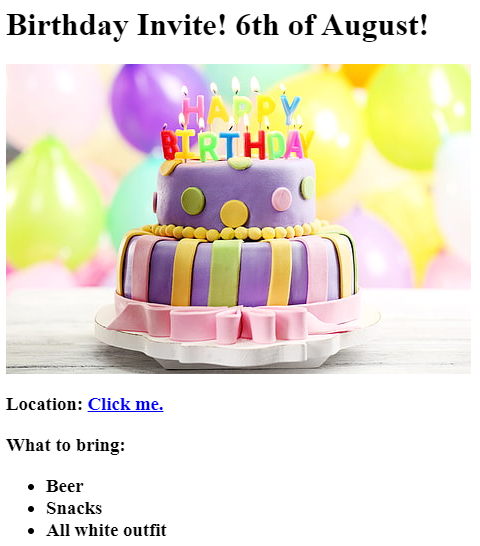 Birthday Invite! 6th of August!
HAPPY
BIRTHDAY
Location: Click me.
What to bring:
Beer
Snacks
All white outfit